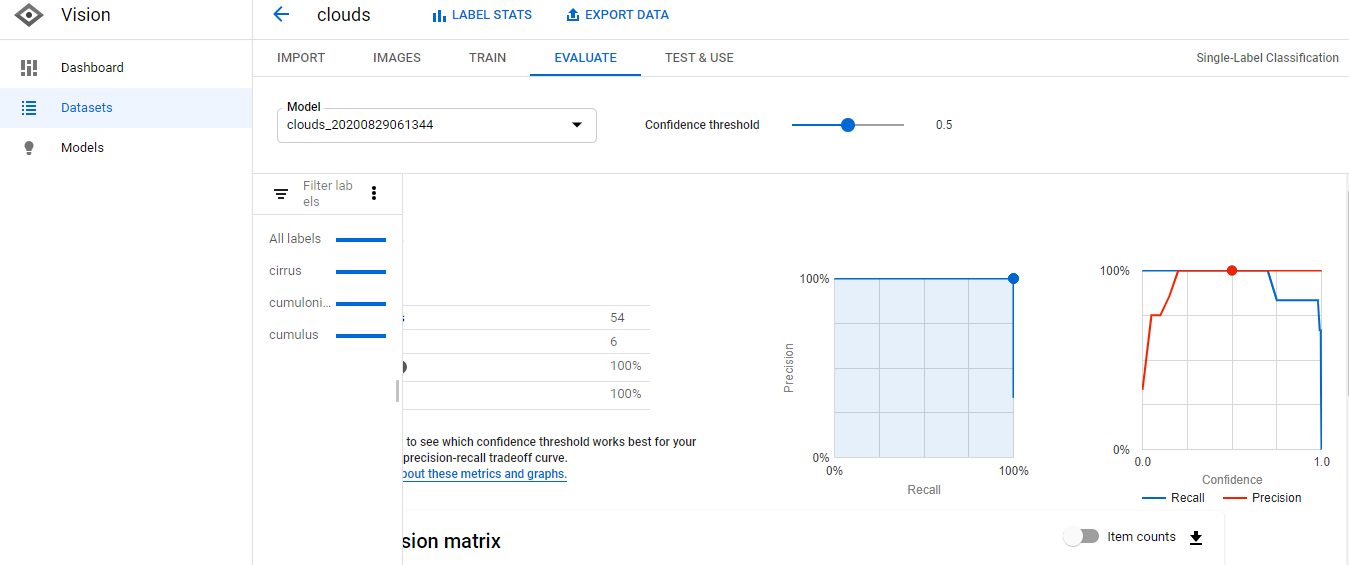 Vision
clouds
LABEL STATS
EXPORT DATA
Dashboard
Datasets
Models
IMPORT
IMAGES
TRAIN
EVALUATE
TEST & USE
Single-Label Classification
Model
clouds_20200829061344
Confidence threshold
0.5
Filter lab
els
All labels
cirrus
cumuloni...
cumulus
54
6
100%
100%
to see which confidence threshold works best for your
precision-recall tradeoff curve.
bout these metrics and graphs.
100%
Precision
0%
0%
100%
Recall
100%
0%
0.0
1.0
Confidence
Recall
Precision
sion matrix
Item counts